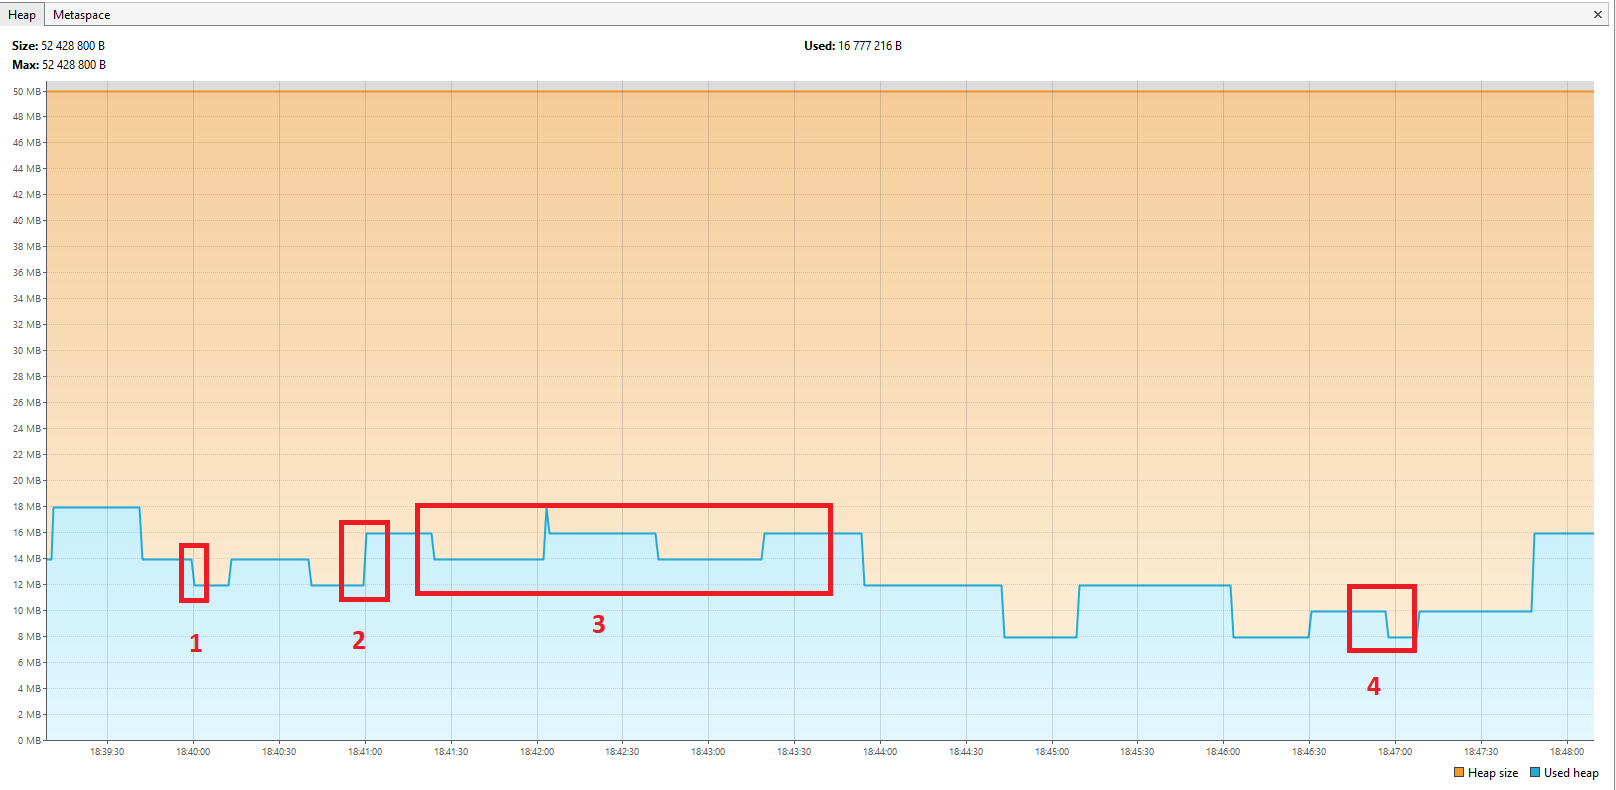 Heap Metaspace ×
Size: 52 428 800 B Used: 16 777 216 B
Max: 52 428 800 B
50 MB
48 MB
46 MB
44 MB
42 MB
40 MB
38 MB
36 MB
34 MB
32 MB
30 MB
28 MB
26 MB
24 MB
22 MB
20 MB
18 MB
16 MB
14 MB
12 MB
10 MB
8 MB
6 MB
4 MB
2 MB
0 MB
1
2
3
4
18:39:30 18:40:00 18:40:30 18:41:00 18:41:30 18:42:00 18:42:30 18:43:00 18:43:30 18:44:00 18:44:30 18:45:00 18:45:30 18:46:00 18:46:30 18:47:00 18:47:30 18:48:00
Heap size Used heap